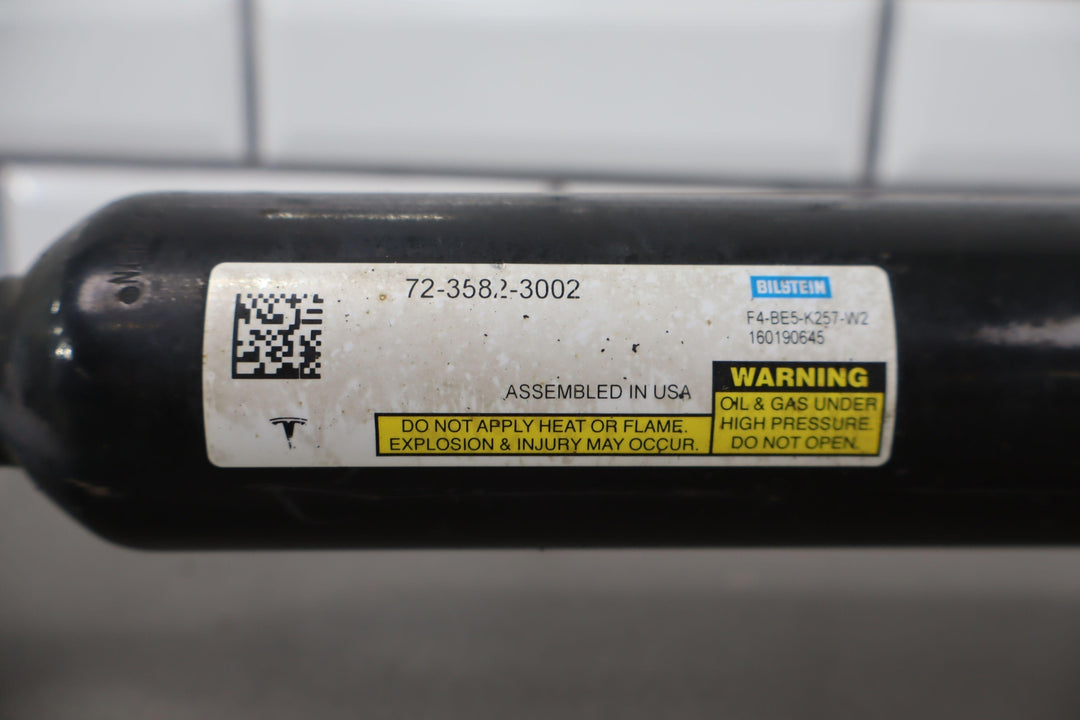 72-3582-3002
BILSTEIN
F4-BE5-K257-W2
160190645
ASSEMBLED IN USA
WARNING
OIL & GAS UNDER
HIGH PRESSURE.
DO NOT OPEN.
DO NOT APPLY HEAT OR FLAME.
EXPLOSION & INJURY MAY OCCUR.